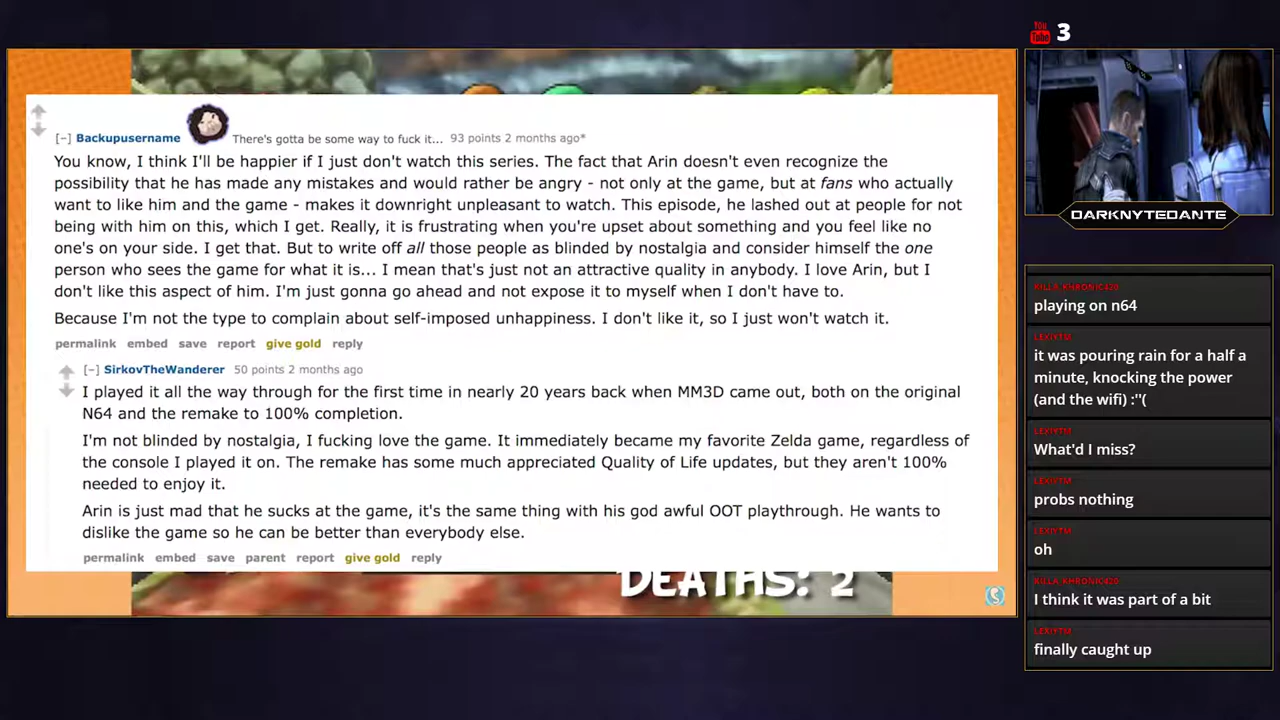 You Tube 3
[-] Backupusername There's gotta be some way to fuck it... 93 points 2 months ago*
You know, I think I'll be happier if I just don't watch this series. The fact that Arin doesn't even recognize the
possibility that he has made any mistakes and would rather be angry - not only at the game, but at fans who actually
want to like him and the game - makes it downright unpleasant to watch. This episode, he lashed out at people for not
being with him on this, which I get. Really, it is frustrating when you're upset about something and you feel like no
one's on your side. I get that. But to write off all those people as blinded by nostalgia and consider himself the one
person who sees the game for what it is... I mean that's just not an attractive quality in anybody. I love Arin, but I
don't like this aspect of him. I'm just gonna go ahead and not expose it to myself when I don't have to.
Because I'm not the type to complain about self-imposed unhappiness. I don't like it, so I just won't watch it.
permalink embed save report give gold reply
[-] SirkovTheWanderer 50 points 2 months ago
I played it all the way through for the first time in nearly 20 years back when MM3D came out, both on the original
N64 and the remake to 100% completion.
I'm not blinded by nostalgia, I fucking love the game. It immediately became my favorite Zelda game, regardless of
the console I played it on. The remake has some much appreciated Quality of Life updates, but they aren't 100%
needed to enjoy it.
Arin is just mad that he sucks at the game, it's the same thing with his god awful OOT playthrough. He wants to
dislike the game so he can be better than everybody else.
permalink embed save parent report give gold reply
DEATHS: 2
DARKNYTEDANTE
KILLA KHRONIC420
playing on n64
LEXIYTM
it was pouring rain for a half a
minute, knocking the power
(and the wifi) :''(
LEXIYTM
What'd I miss?
LEXIYTM
probs nothing
LEXIYTM
oh
KILLA KHRONIC420
I think it was part of a bit
LEXIYTM
finally caught up